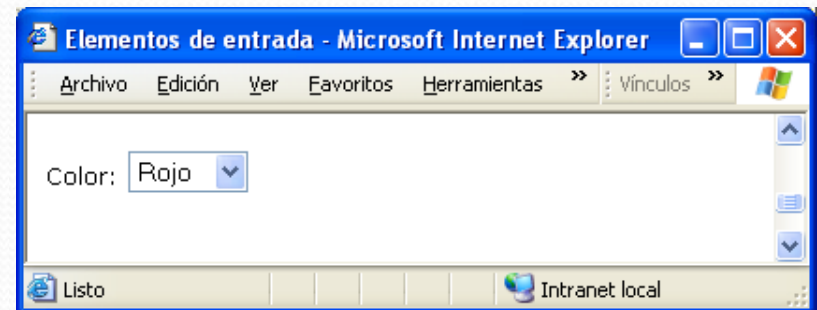 Elementos de entrada - Microsoft Internet Explorer
Archivo Edición Ver Favoritos Herramientas » Vínculos »
Color: Rojo
Listo Intranet local